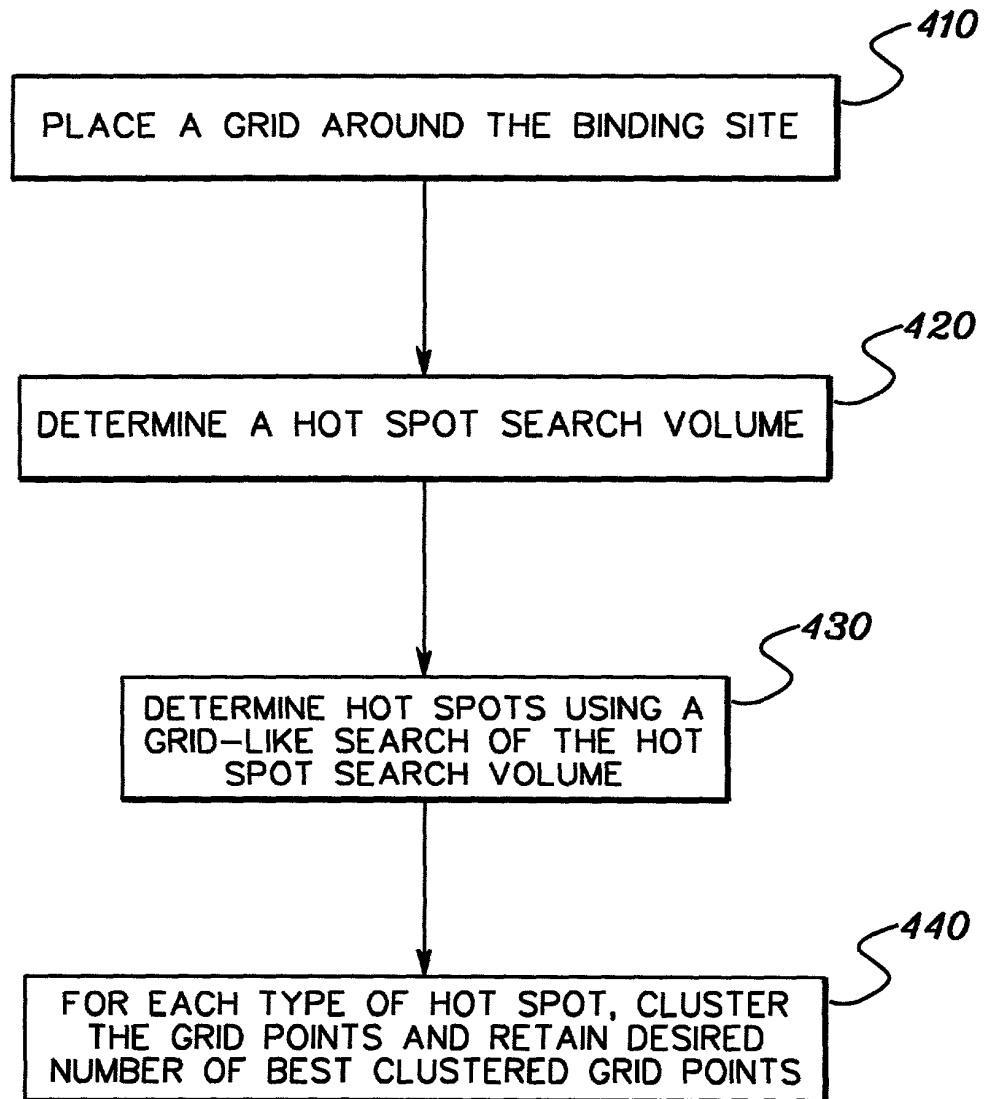 410
PLACE A GRID AROUND THE BINDING SITE
420
DETERMINE A HOT SPOT SEARCH VOLUME
430
DETERMINE HOT SPOTS USING A
GRID-LIKE SEARCH OF THE HOT
SPOT SEARCH VOLUME
440
FOR EACH TYPE OF HOT SPOT, CLUSTER
THE GRID POINTS AND RETAIN DESIRED
NUMBER OF BEST CLUSTERED GRID POINTS